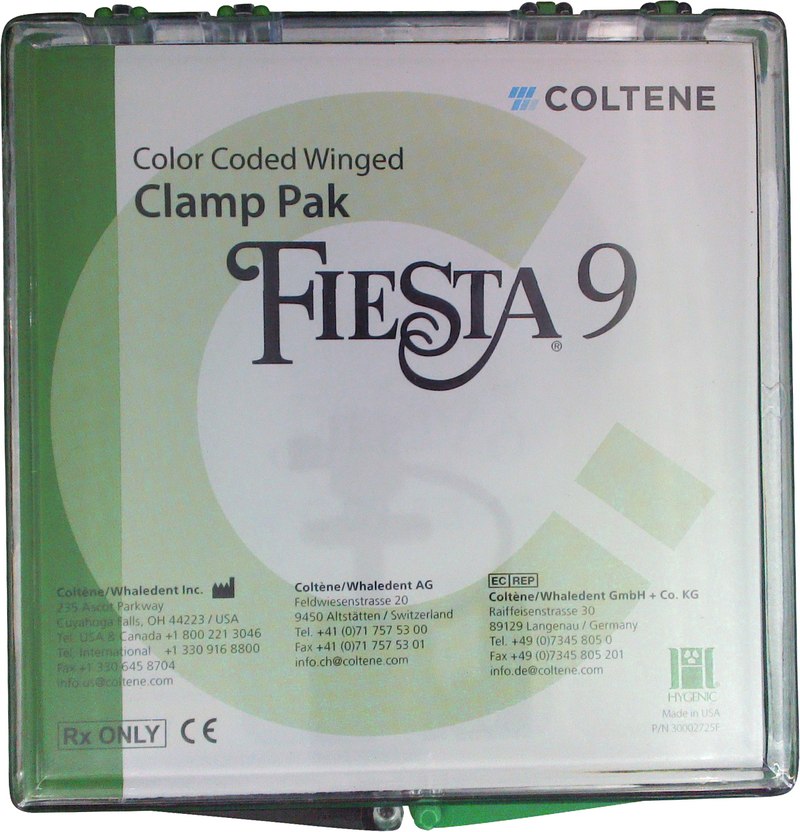 COLTENE
Color Coded Winged
Clamp Pak
FIESTA® 9
Coltène/Whaledent Inc.
235 Ascot Parkway
Cuyahoga Falls, OH 44223 / USA
Tel. USA & Canada +1 800 221 3046
Tel. International +1 330 916 8800
Fax +1 330 645 8704
info.us@coltene.com
Coltène/Whaledent AG
Feldwiesenstrasse 20
9450 Altstätten / Switzerland
Tel. +41 (0)71 757 53 00
Fax +41 (0)71 757 53 01
info.ch@coltene.com
EC REP
Coltène/Whaledent GmbH + Co. KG
Raiffeisenstrasse 30
89129 Langenau / Germany
Tel. +49 (0)7345 805 0
Fax +49 (0)7345 805 201
info.de@coltene.com
HYGENIC
Made in USA
P/N 30002725F
Rx ONLY CE